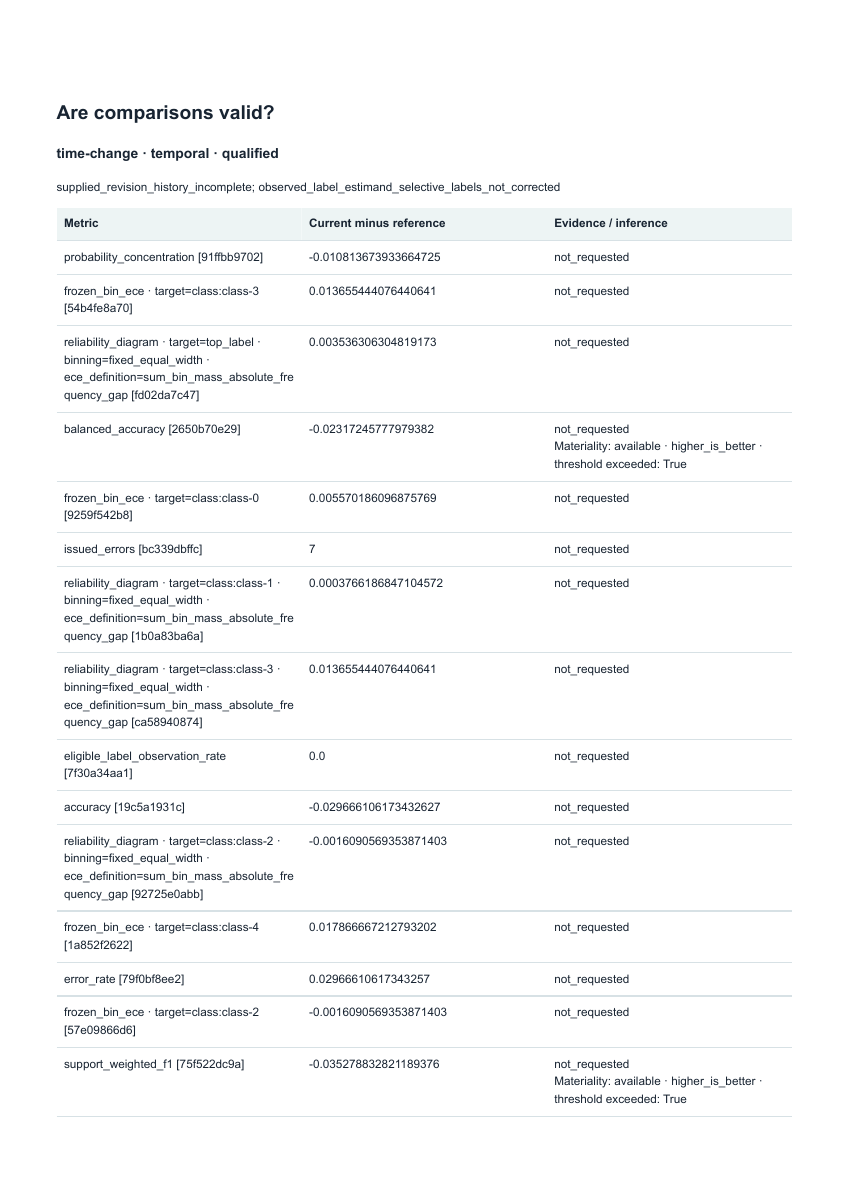 Are comparisons valid?
time-change · temporal · qualified
supplied_revision_history_incomplete; observed_label_estimand_selective_labels_not_corrected
Metric Current minus reference Evidence / inference
probability_concentration [91ffbb9702] -0.010813673933664725 not_requested
frozen_bin_ece · target=class:class-3 0.013655444076440641 not_requested
[54b4fe8a70]
reliability_diagram · target=top_label · 0.003536306304819173 not_requested
binning=fixed_equal_width ·
ece_definition=sum_bin_mass_absolute_fre
quency_gap [fd02da7c47]
balanced_accuracy [2650b70e29] -0.02317245777979382 not_requested
Materiality: available · higher_is_better ·
threshold exceeded: True
frozen_bin_ece · target=class:class-0 0.005570186096875769 not_requested
[9259f542b8]
issued_errors [bc339dbffc] 7 not_requested
reliability_diagram · target=class:class-1 · 0.0003766186847104572 not_requested
binning=fixed_equal_width ·
ece_definition=sum_bin_mass_absolute_fre
quency_gap [1b0a83ba6a]
reliability_diagram · target=class:class-3 · 0.013655444076440641 not_requested
binning=fixed_equal_width ·
ece_definition=sum_bin_mass_absolute_fre
quency_gap [ca58940874]
eligible_label_observation_rate 0.0 not_requested
[7f30a34aa1]
accuracy [19c5a1931c] -0.029666106173432627 not_requested
reliability_diagram · target=class:class-2 · -0.0016090569353871403 not_requested
binning=fixed_equal_width ·
ece_definition=sum_bin_mass_absolute_fre
quency_gap [92725e0abb]
frozen_bin_ece · target=class:class-4 0.017866667212793202 not_requested
[1a852f2622]
error_rate [79f0bf8ee2] 0.02966610617343257 not_requested
frozen_bin_ece · target=class:class-2 -0.0016090569353871403 not_requested
[57e09866d6]
support_weighted_f1 [75f522dc9a] -0.035278832821189376 not_requested
Materiality: available · higher_is_better ·
threshold exceeded: True